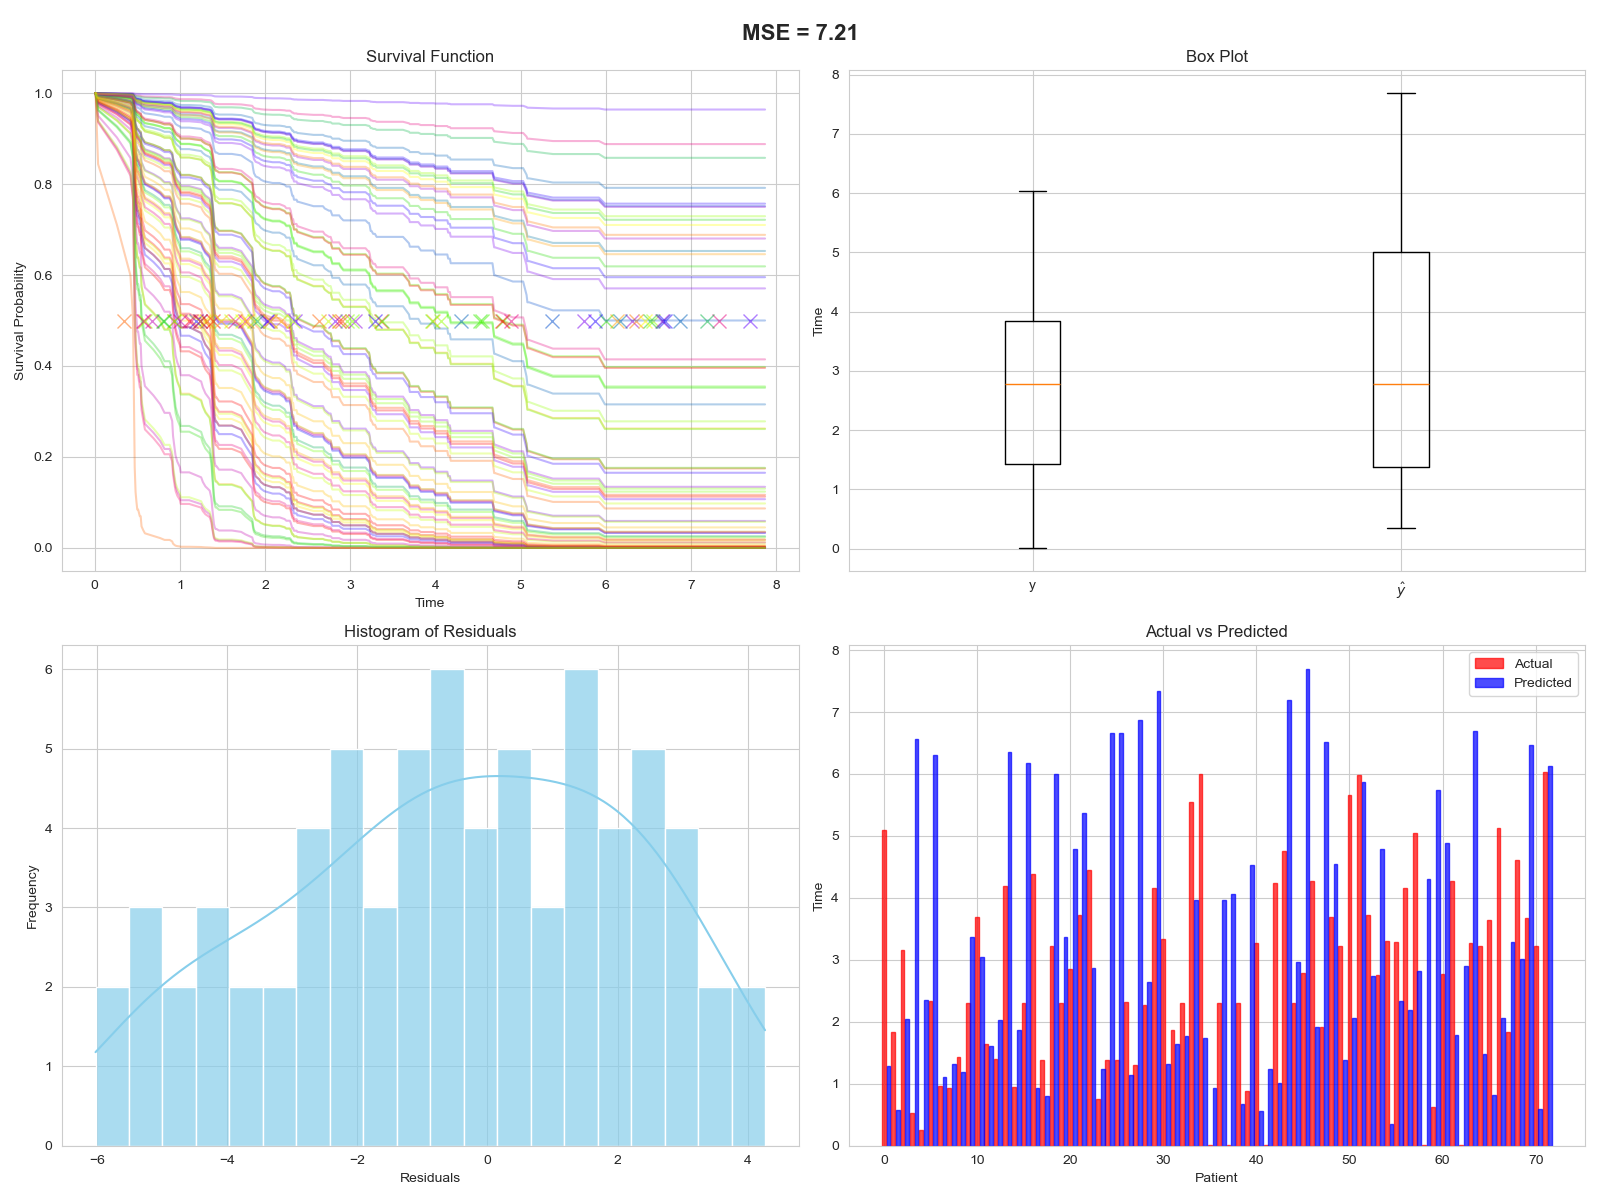 MSE = 7.21
Survival Function
1.0
0.8
0.6
0.4
0.2
0.0
Survival Probability
0 1 2 3 4 5 6 7 8
Time
Box Plot
8
7
6
5
4
3
2
1
0
Time
y ŷ
Histogram of Residuals
6
5
4
3
2
1
0
Frequency
−6 −4 −2 0 2 4
Residuals
Actual vs Predicted
8
7
6
5
4
3
2
1
0
Time
Actual
Predicted
0 10 20 30 40 50 60 70
Patient